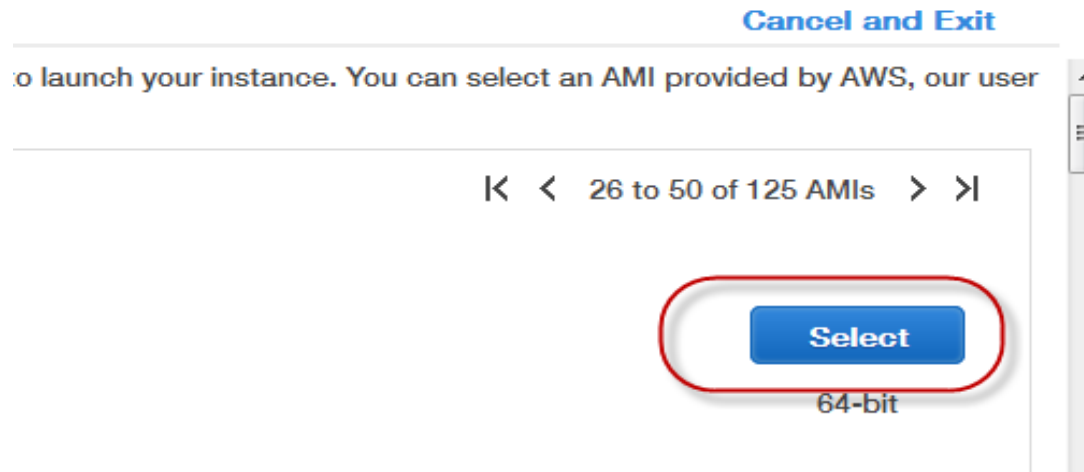 Cancel and Exit
to launch your instance. You can select an AMI provided by AWS, our user
26 to 50 of 125 AMIs
Select
64-bit